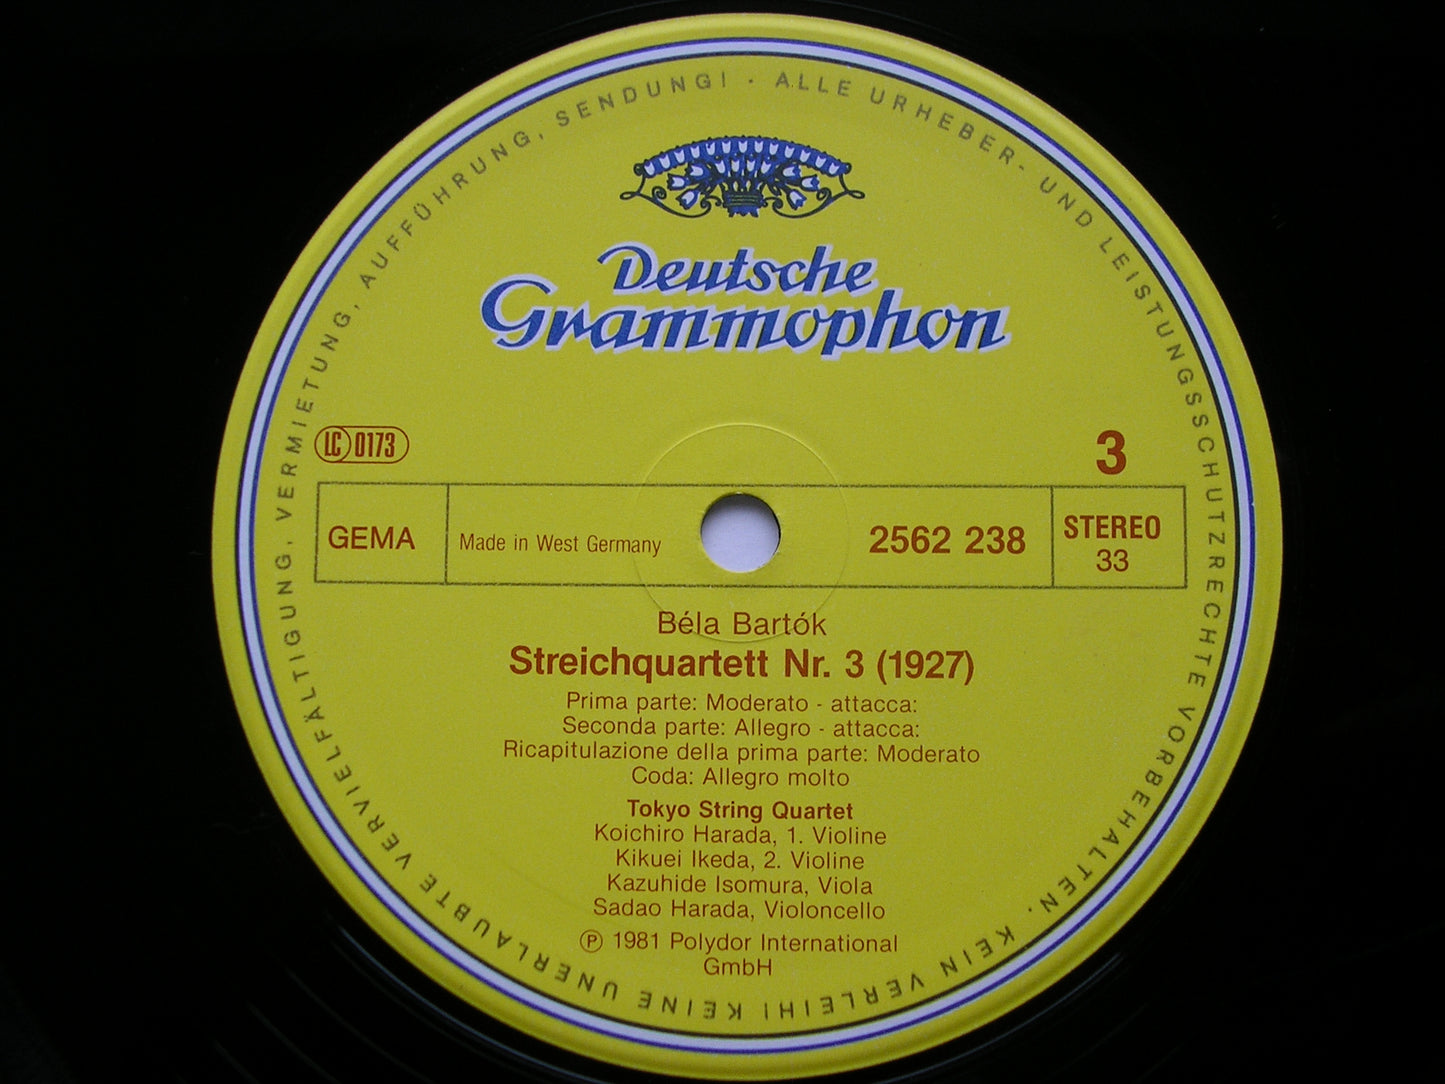 ALLE URHEBER- UND LEISTUNGSSCHUTZRECHTE VORBEHALTEN. KEIN VERLEIH! KEINE UNERLAUBTE VERVIELFÄLTIGUNG, VERMIETUNG, AUFFÜHRUNG, SENDUNG! ·
Deutsche
Grammophon
LC 0173
3
GEMA
Made in West Germany
2562 238
STEREO
33
Béla Bartók
Streichquartett Nr. 3 (1927)
Prima parte: Moderato - attacca:
Seconda parte: Allegro - attacca:
Ricapitulazione della prima parte: Moderato
Coda: Allegro molto
Tokyo String Quartet
Koichiro Harada, 1. Violine
Kikuei Ikeda, 2. Violine
Kazuhide Isomura, Viola
Sadao Harada, Violoncello
Ⓟ 1981 Polydor International
GmbH